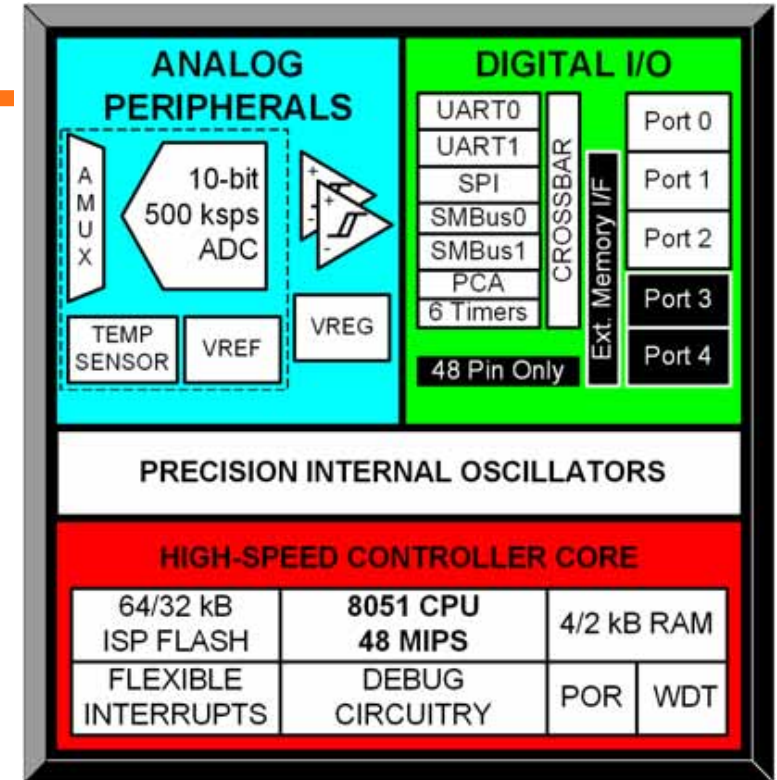 ANALOG
PERIPHERALS
A
M
U
X
10-bit
500 ksps
ADC
+
-
+
-
TEMP
SENSOR
VREF
VREG
DIGITAL I/O
UART0
UART1
SPI
SMBus0
SMBus1
PCA
6 Timers
CROSSBAR
Ext. Memory I/F
Port 0
Port 1
Port 2
Port 3
Port 4
48 Pin Only
PRECISION INTERNAL OSCILLATORS
HIGH-SPEED CONTROLLER CORE
64/32 kB
ISP FLASH
8051 CPU
48 MIPS
4/2 kB RAM
FLEXIBLE
INTERRUPTS
DEBUG
CIRCUITRY
POR
WDT